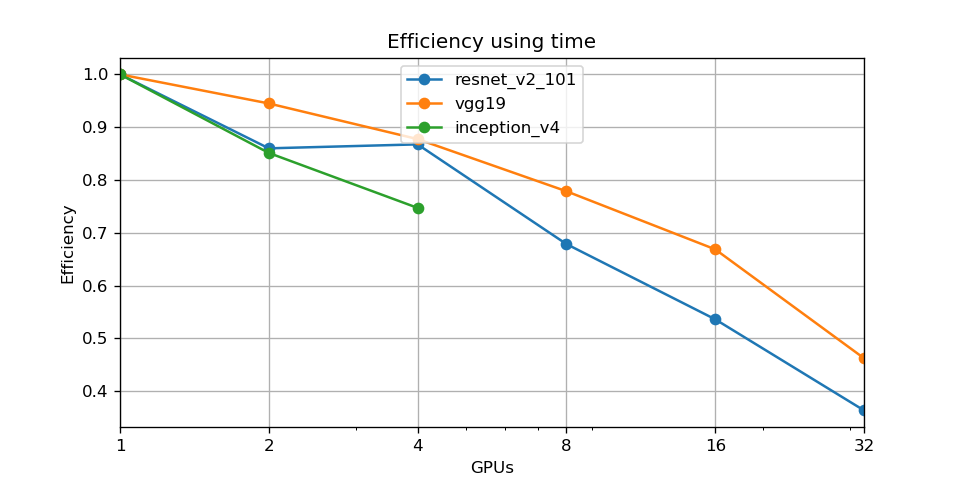 Efficiency using time
resnet_v2_101
vgg19
inception_v4
1.0
0.9
0.8
0.7
0.6
0.5
0.4
Efficiency
1 2 4 8 16 32
GPUs